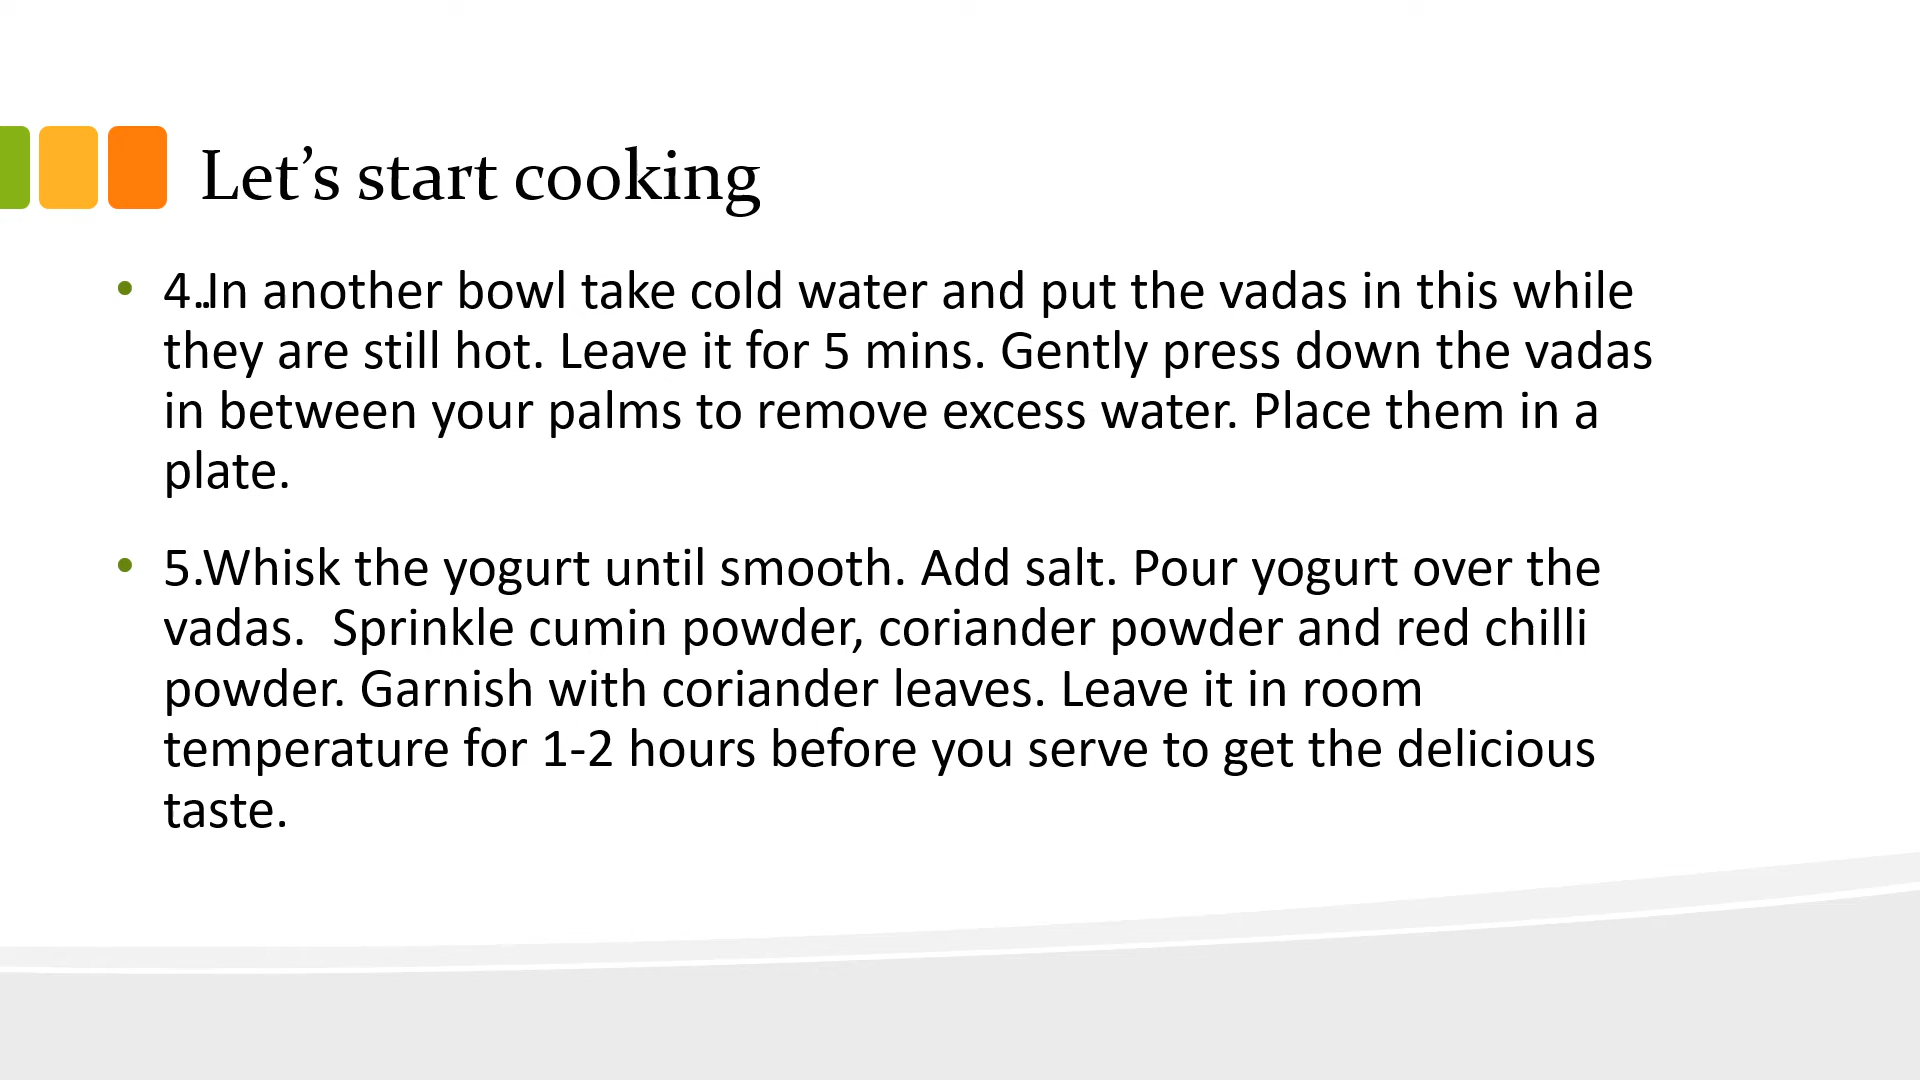 Let’s start cooking
• 4..In another bowl take cold water and put the vadas in this while
they are still hot. Leave it for 5 mins. Gently press down the vadas
in between your palms to remove excess water. Place them in a
plate.
• 5.Whisk the yogurt until smooth. Add salt. Pour yogurt over the
vadas.  Sprinkle cumin powder, coriander powder and red chilli
powder. Garnish with coriander leaves. Leave it in room
temperature for 1-2 hours before you serve to get the delicious
taste.